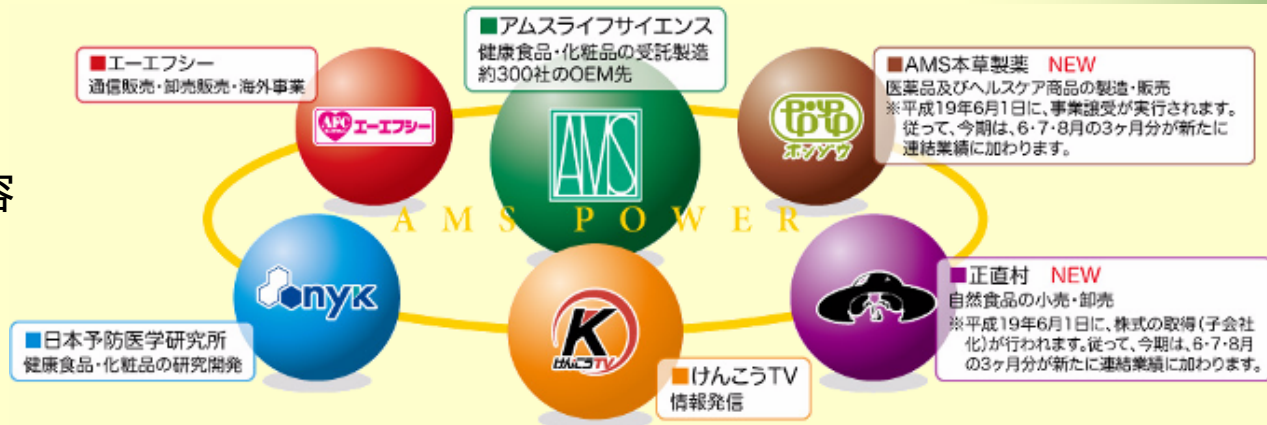 ■アムスライフサイエンス
健康食品・化粧品の受託製造
約300社のOEM先
■エーエフシー
通信販売・卸売販売・海外事業
■AMS本草製薬 NEW
医薬品及びヘルスケア商品の製造・販売
※平成19年6月1日に、事業譲受が実行されます。
従って、今期は、6・7・8月の3ヶ月分が新たに
連結業績に加わります。
AFC エーエフシー
AMS
ホンゾウ
容
AMS POWER
nyk
K
けんこうTV
■正直村 NEW
自然食品の小売・卸売
※平成19年6月1日に、株式の取得(子会社
化)が行われます。従って、今期は、6・7・8月
の3ヶ月分が新たに連結業績に加わります。
■日本予防医学研究所
健康食品・化粧品の研究開発
■けんこうTV
情報発信